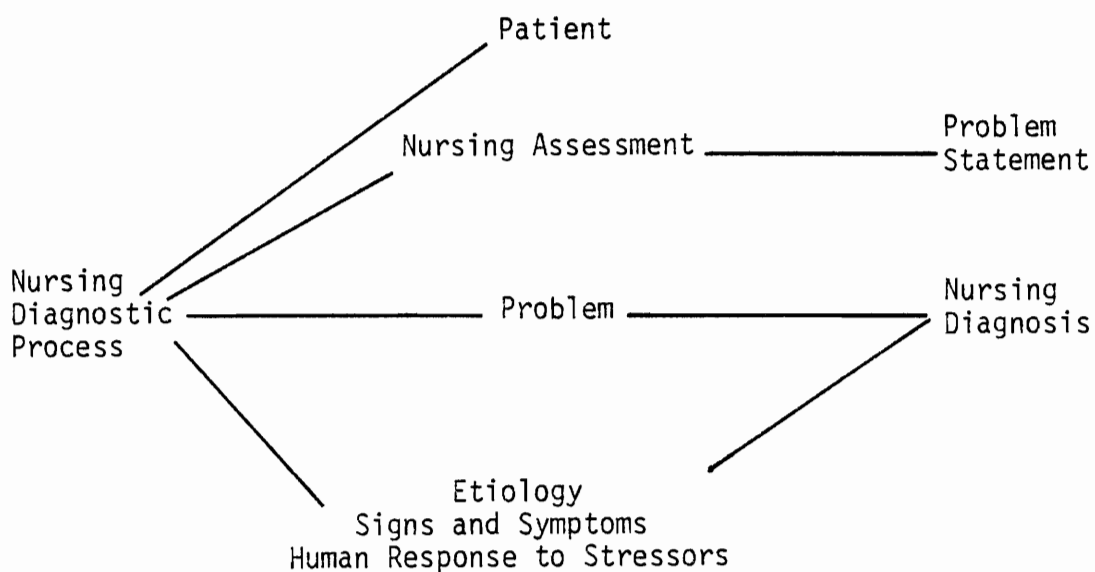 Patient
Nursing Assessment
Problem
Statement
Nursing
Diagnostic
Process
Problem
Nursing
Diagnosis
Etiology
Signs and Symptoms
Human Response to Stressors